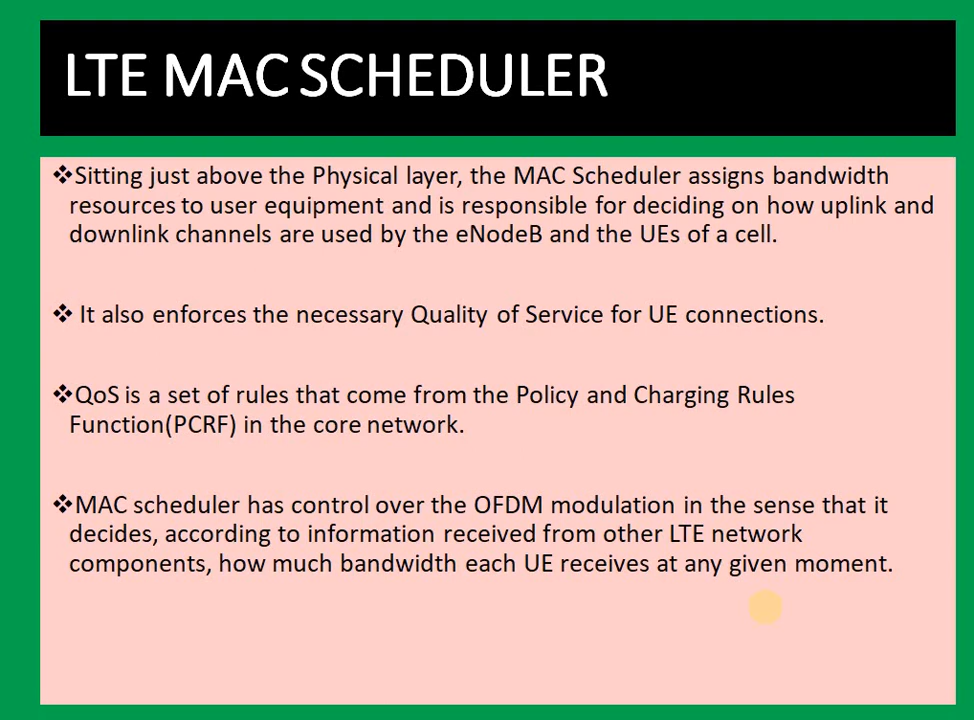 LTE MAC SCHEDULER
❖Sitting just above the Physical layer, the MAC Scheduler assigns bandwidth
resources to user equipment and is responsible for deciding on how uplink and
downlink channels are used by the eNodeB and the UEs of a cell.
❖ It also enforces the necessary Quality of Service for UE connections.
❖QoS is a set of rules that come from the Policy and Charging Rules
Function(PCRF) in the core network.
❖MAC scheduler has control over the OFDM modulation in the sense that it
decides, according to information received from other LTE network
components, how much bandwidth each UE receives at any given moment.